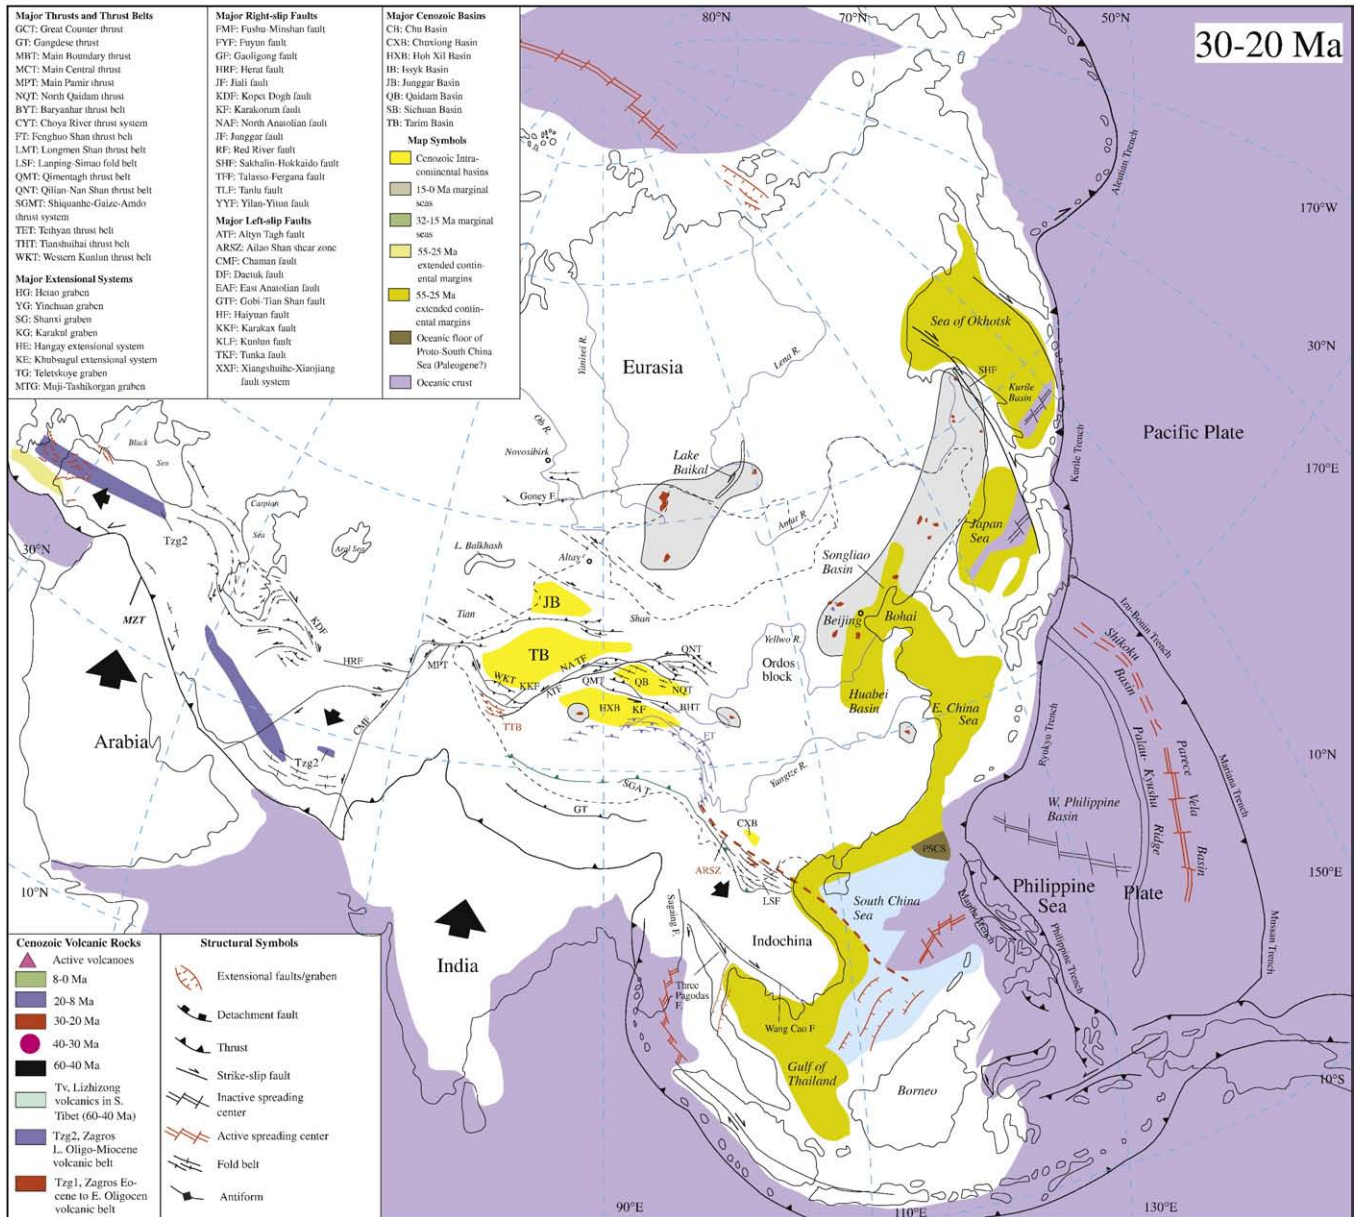 Major Thrusts and Thrust Belts
GCT: Great Counter thrust
GT: Gangdese thrust
MBT: Main Boundary thrust
MCT: Main Central thrust
MPT: Main Pamir thrust
NQT: North Qaidam thrust
BYT: Baryanhar thrust belt
CYT: Choya River thrust system
FT: Fenghuo Shan thrust belt
LMT: Longmen Shan thrust belt
LSF: Lanping-Simao fold belt
QMT: Qimentagh thrust belt
QNT: Qilian-Nan Shan thrust belt
SGMT: Shiquanhe-Gaize-Amdo
thrust system
TET: Tethyan thrust belt
THT: Tianshuihai thrust belt
WKT: Western Kunlun thrust belt
Major Extensional Systems
HG: Hetao graben
YG: Yinchuan graben
SG: Shanxi graben
KG: Karakul graben
HE: Hangay extensional system
KE: Khubsugul extensional system
TG: Teletskoye graben
MTG: Muji-Tashikorgan graben
Major Right-slip Faults
FMF: Fushu-Minshan fault
FYF: Fuyun fault
GF: Gaoligong fault
HRF: Herat fault
JF: Jiali fault
KDF: Kopet Dogh fault
KF: Karakorum fault
NAF: North Anatolian fault
JF: Junggar fault
RF: Red River fault
SHF: Sakhalin-Hokkaido fault
TFF: Talasso-Fergana fault
TLF: Tanlu fault
YYF: Yilan-Yitun fault
Major Left-slip Faults
ATF: Altyn Tagh fault
ARSZ: Ailao Shan shear zone
CMF: Chaman fault
DF: Dactuk fault
EAF: East Anatolian fault
GTF: Gobi-Tian Shan fault
HF: Haiyuan fault
KKF: Karakax fault
KLF: Kunlun fault
TKF: Tunka fault
XXF: Xiangshuihe-Xiaojiang
fault system
Major Cenozoic Basins
CB: Chu Basin
CXB: Chuxiong Basin
HXB: Hoh Xil Basin
IB: Issyk Basin
JB: Junggar Basin
QB: Qaidam Basin
SB: Sichuan Basin
TB: Tarim Basin
Map Symbols
Cenozoic Intra-
continental basins
15-0 Ma marginal
seas
32-15 Ma marginal
seas
55-25 Ma
extended contin-
ental margins
55-25 Ma
extended contin-
ental margins
Oceanic floor of
Proto-South China
Sea (Paleogene?)
Oceanic crust
80°N
70°N
50°N
30-20 Ma
Aleutian Trench
170°W
30°N
170°E
Sea of Okhotsk
SHF
Kurile
Basin
Kurile Trench
Pacific Plate
Eurasia
Yanisei R.
Lena R.
Ob R.
Novosibirk
Lake
Baikal
Goney F.
Amur R.
Japan
Sea
Black
Sea
Caspian
Sea
Aral Sea
L. Balkhash
Altay
30°N
Tzg2
Songliao
Basin
JB
Tian
Shan
Beijing
Bohai
MZT
KDF
HRF
MPT
TB
NATF
QNT
Yellwo R.
Ordos
block
WKT
KKF
ATF
QMT
QB
NQT
HXB
KF
BHT
Huabei
Basin
E. China
Sea
Izu-Bonin Trench
Shikoku
Basin
TTB
CMF
FT
Arabia
Tzg2
Yangtze R.
Ryukyu Trench
Palau-
Kyushu
Ridge
Parece
Vela
Basin
Mariana Trench
10°N
SGA T
GT
CXB
W. Philippine
Basin
PSCS
ARSZ
LSF
South China
Sea
Philippine
Sea
Plate
150°E
10°N
Sagaing F.
Indochina
Manila Trench
Philippine Trench
Mussan Trench
India
Three
Pagodas
F.
Wang Cao F
Gulf of
Thailand
Borneo
10°S
90°E
110°E
130°E
Cenozoic Volcanic Rocks
Active volcanoes
8-0 Ma
20-8 Ma
30-20 Ma
40-30 Ma
60-40 Ma
Tv, Lizhizong
volcanics in S.
Tibet (60-40 Ma)
Tzg2, Zagros
L. Oligo-Miocene
volcanic belt
Tzg1, Zagros Eo-
cene to E. Oligocen
volcanic belt
Structural Symbols
Extensional faults/graben
Detachment fault
Thrust
Strike-slip fault
Inactive spreading
center
Active spreading center
Fold belt
Antiform